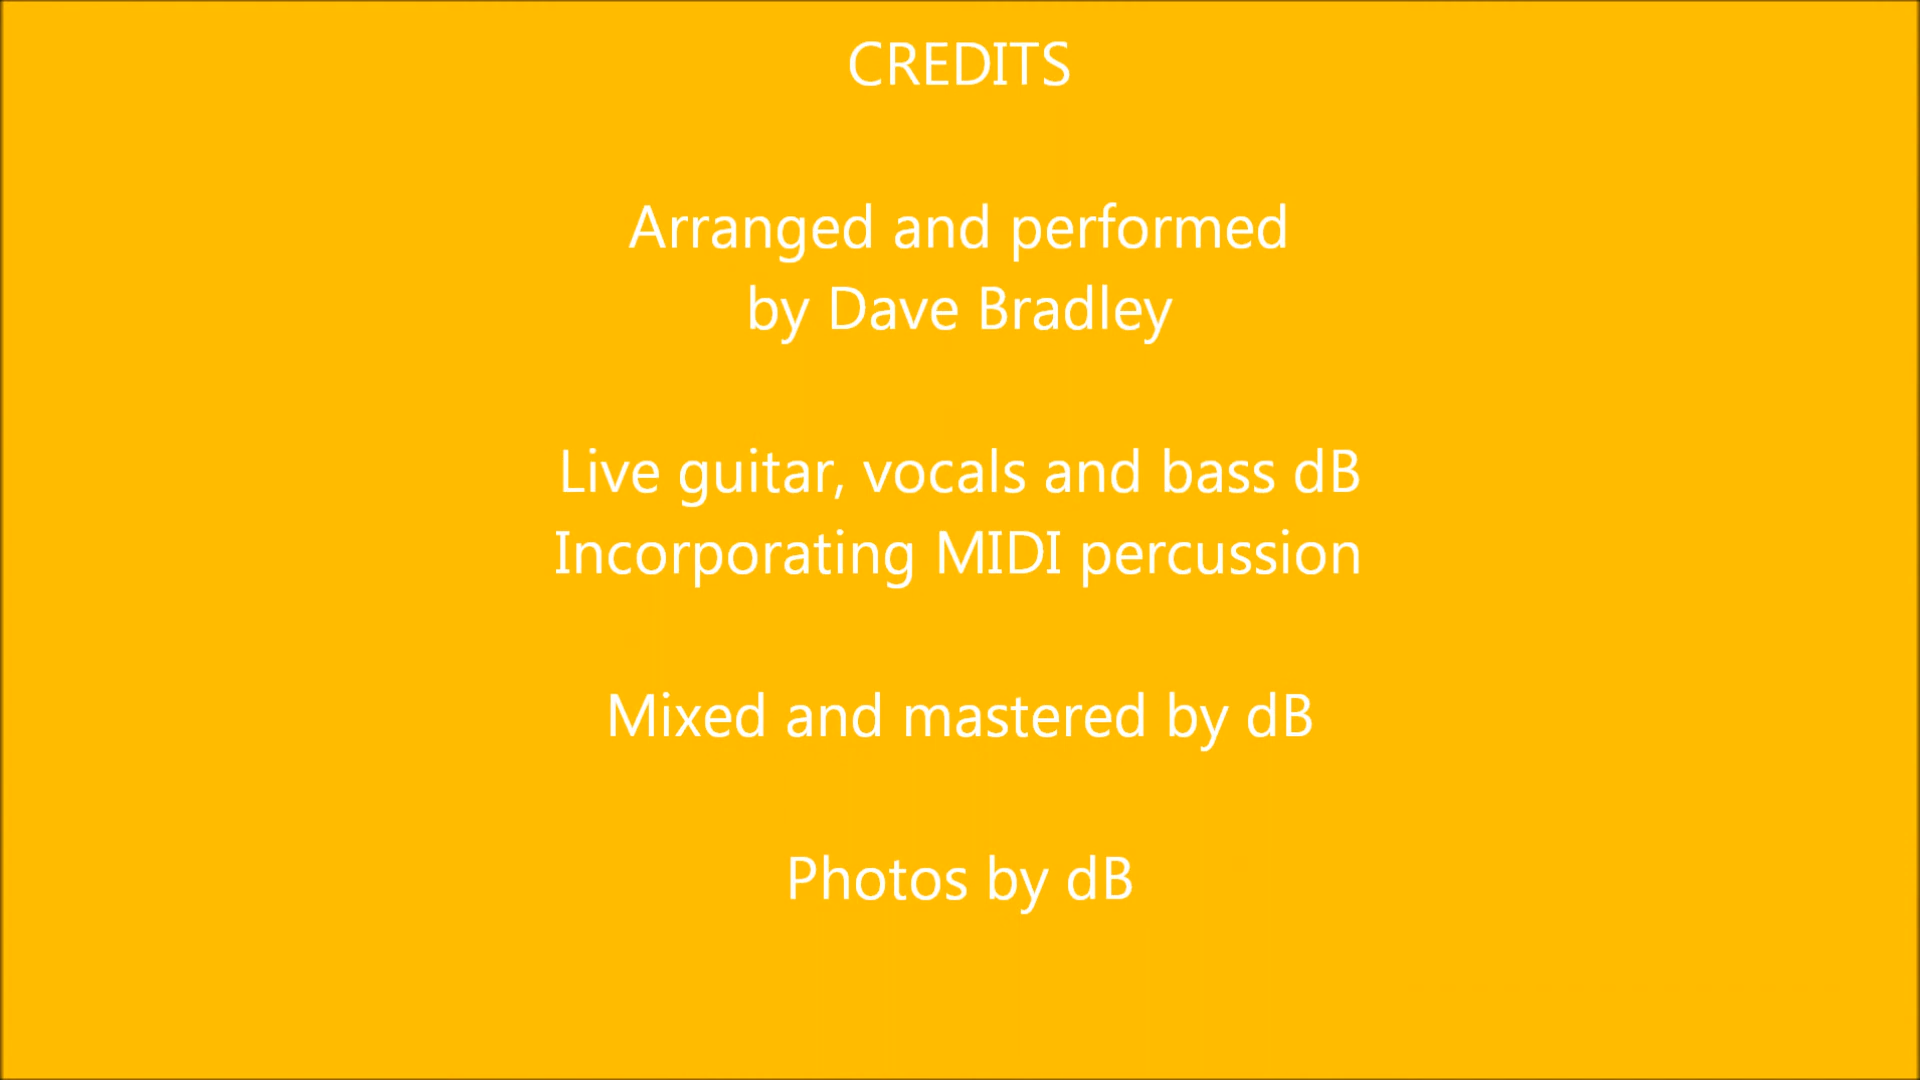 CREDITS
Arranged and performed
by Dave Bradley
Live guitar, vocals and bass dB
Incorporating MIDI percussion
Mixed and mastered by dB
Photos by dB